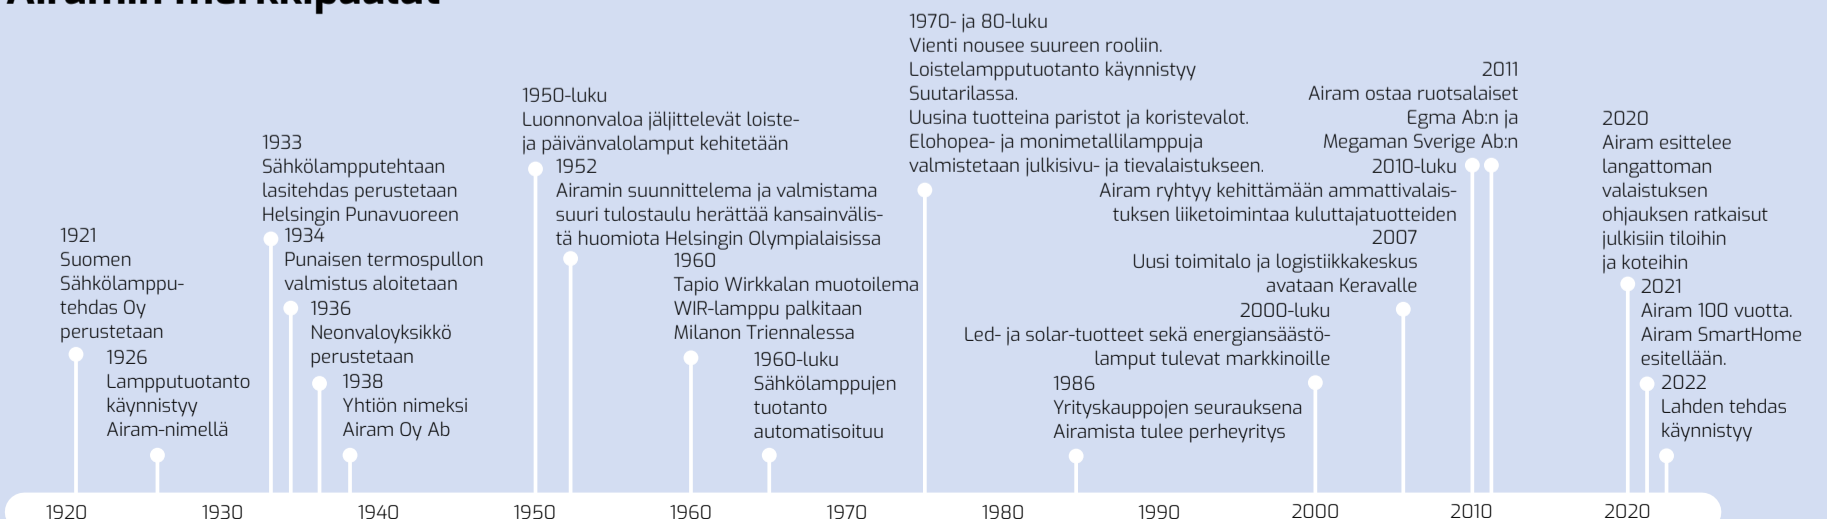 Airamin merkkipaalut
1921
Suomen
Sähkölamppu-
tehdas Oy
perustetaan
1926
Lampputuotanto
käynnistyy
Airam-nimellä
1933
Sähkölampputehtaan
lasitehdas perustetaan
Helsingin Punavuoreen
1934
Punaisen termospullon
valmistus aloitetaan
1936
Neonvaloyksikkö
perustetaan
1938
Yhtiön nimeksi
Airam Oy Ab
1950-luku
Luonnonvaloa jäljittelevät loiste-
ja päivänvalolamput kehitetään
1952
Airamin suunnittelema ja valmistama
suuri tulostaulu herättää kansainvälis-
tä huomiota Helsingin Olympialaisissa
1960
Tapio Wirkkalan muotoilema
WIR-lamppu palkitaan
Milanon Triennalessa
1960-luku
Sähkölamppujen
tuotanto
automatisoituu
1970- ja 80-luku
Vienti nousee suureen rooliin.
Loistelampputuotanto käynnistyy
Suutarilassa.
Uusina tuotteina paristot ja koristevalot.
Elohopea- ja monimetallilamppuja
valmistetaan julkisivu- ja tievalaistukseen.
1986
Yrityskauppojen seurauksena
Airamista tulee perheyritys
2000-luku
Led- ja solar-tuotteet sekä energiansäästö-
lamput tulevat markkinoille
2007
Uusi toimitalo ja logistiikkakeskus
avataan Keravalle
2010-luku
Airam ryhtyy kehittämään ammattivalais-
tuksen liiketoimintaa kuluttajatuotteiden
2011
Airam ostaa ruotsalaiset
Egma Ab:n ja
Megaman Sverige Ab:n
2020
Airam esittelee
langattoman
valaistuksen
ohjauksen ratkaisut
julkisiin tiloihin
ja koteihin
2021
Airam 100 vuotta.
Airam SmartHome
esitellään.
2022
Lahden tehdas
käynnistyy
1920 1930 1940 1950 1960 1970 1980 1990 2000 2010 2020